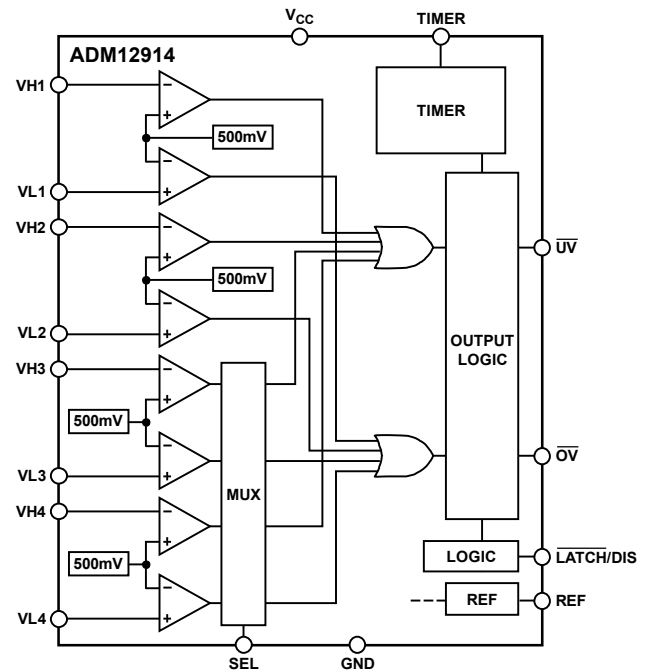 VCC
TIMER
ADM12914
VH1
−
+
TIMER
500mV
−
VL1
+
VH2
−
+
UV
500mV
−
OUTPUT
LOGIC
VL2
+
VH3
−
+
500mV
−
OV
VL3
+
MUX
VH4
−
+
LOGIC
LATCH/DIS
500mV
−
REF
REF
VL4
+
SEL
GND